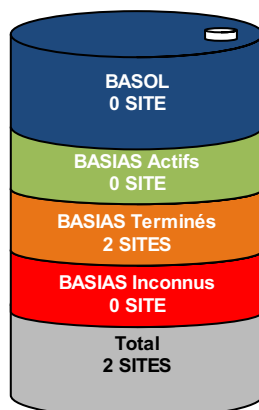 BASOL
0 SITE
BASIAS Actifs
0 SITE
BASIAS Terminés
2 SITES
BASIAS Inconnus
0 SITE
Total
2 SITES